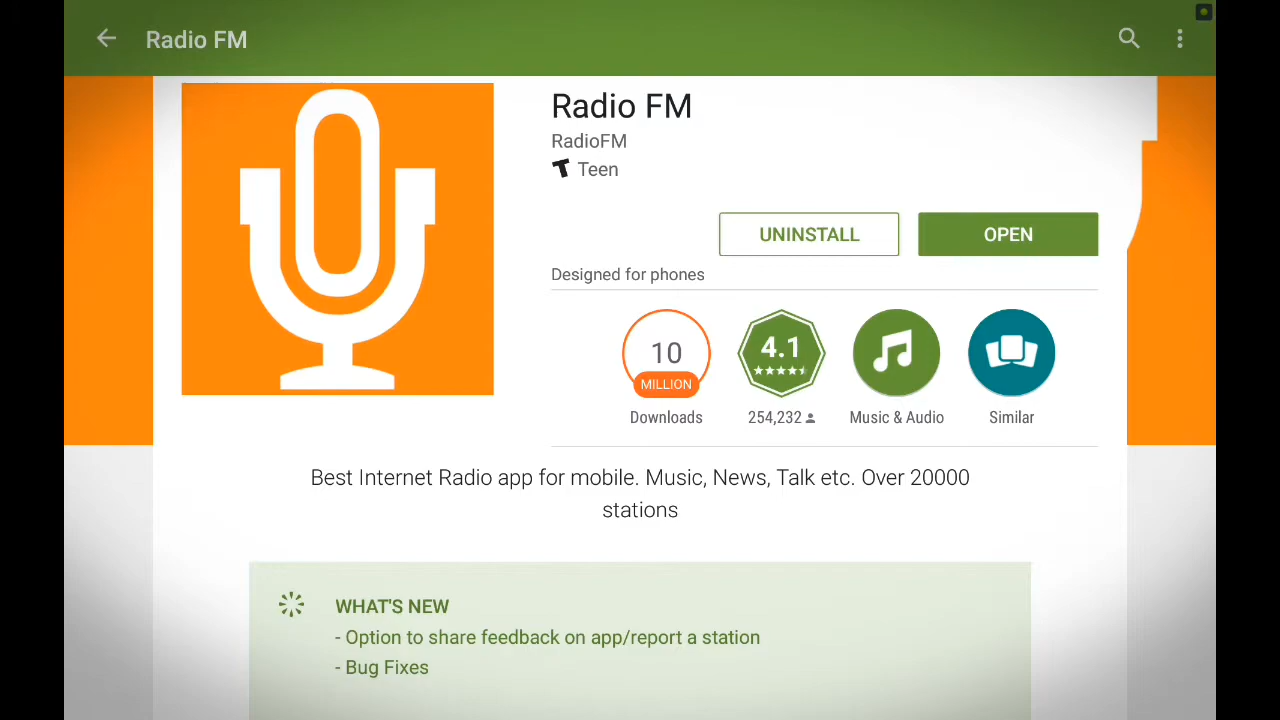 Radio FM
Radio FM
RadioFM
Teen
UNINSTALL
OPEN
Designed for phones
10
MILLION
Downloads
4.1
254,232
Music & Audio
Similar
Best Internet Radio app for mobile. Music, News, Talk etc. Over 20000
stations
WHAT'S NEW
- Option to share feedback on app/report a station
- Bug Fixes